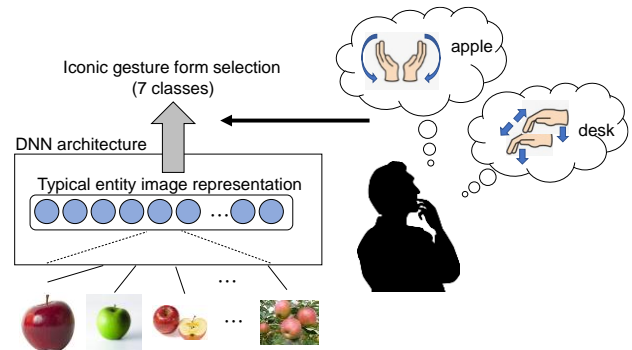 Iconic gesture form selection
(7 classes)
apple
desk
DNN architecture
Typical entity image representation
...
...
...